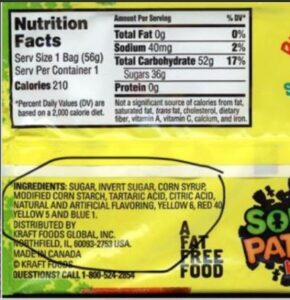 Nutrition Facts
Serv Size 1 Bag (56g)
Serv Per Container 1
Calories 210
*Percent Daily Values (DV) are
based on a 2,000 calorie diet.
Amount Per Serving % DV*
Total Fat 0g 0%
Sodium 40mg 2%
Total Carbohydrate 52g 17%
Sugars 36g
Protein 0g
Not a significant source of calories from fat,
saturated fat, trans fat, cholesterol, dietary
fiber, vitamin A, vitamin C, calcium, and iron.
INGREDIENTS: SUGAR, INVERT SUGAR, CORN SYRUP,
MODIFIED CORN STARCH, TARTARIC ACID, CITRIC ACID,
NATURAL AND ARTIFICIAL FLAVORING, YELLOW 6, RED 40,
YELLOW 5 AND BLUE 1.
DISTRIBUTED BY
KRAFT FOODS GLOBAL, INC.
NORTHFIELD, IL 60093-2753 USA.
MADE IN CANADA
© KRAFT FOODS
QUESTIONS? CALL 1-800-524-2854
A
FAT
FREE
FOOD